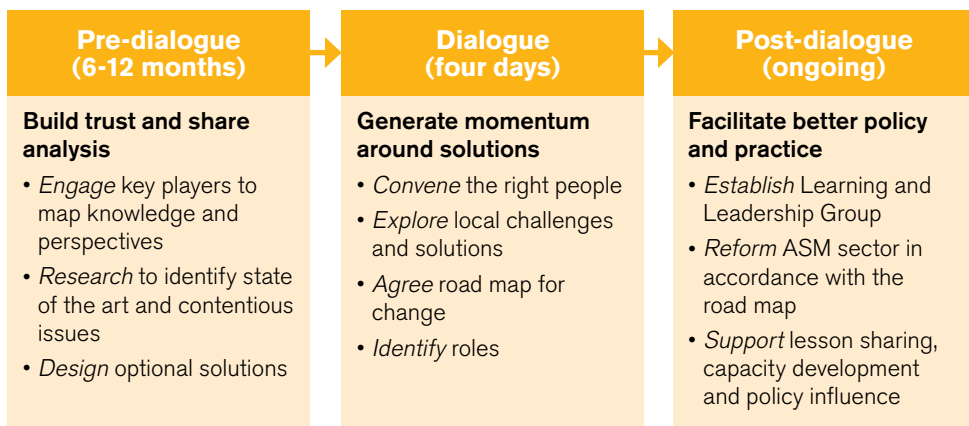 Pre-dialogue
(6-12 months)
Build trust and share
analysis
• Engage key players to
map knowledge and
perspectives
• Research to identify state
of the art and contentious
issues
• Design optional solutions
Dialogue
(four days)
Generate momentum
around solutions
• Convene the right people
• Explore local challenges
and solutions
• Agree road map for
change
• Identify roles
Post-dialogue
(ongoing)
Facilitate better policy
and practice
• Establish Learning and
Leadership Group
• Reform ASM sector in
accordance with the
road map
• Support lesson sharing,
capacity development
and policy influence